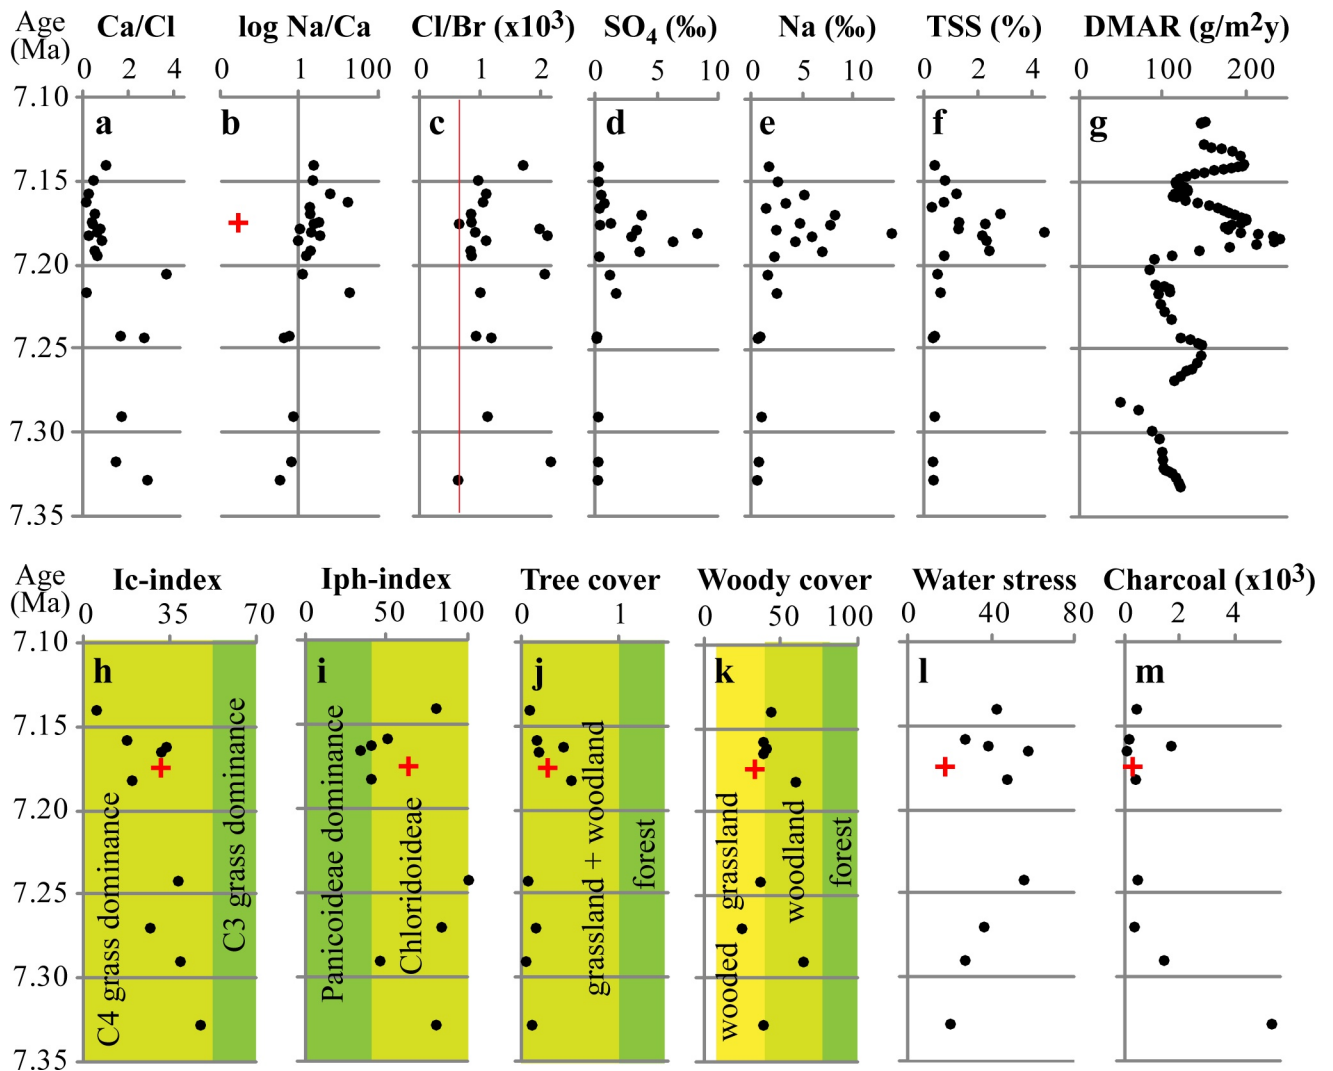 Age (Ma) Ca/Cl log Na/Ca Cl/Br (x10³) SO₄ (‰) Na (‰) TSS (%) DMAR (g/m2y)
0 2 4 0 1 100 0 1 2 0 5 10 0 5 10 0 2 4 0 100 200
7.10
a b c d e f g
7.15
7.20
7.25
7.30
7.35
Age (Ma) Ic-index Iph-index Tree cover Woody cover Water stress Charcoal (x10³)
0 35 70 0 50 100 0 1 0 50 100 0 40 80 0 2 4
7.10
h i j k l m
7.15
7.20
7.25
7.30
7.35
C4 grass dominance
C3 grass dominance
Panicoideae dominance
Chloridoideae
grassland + woodland
forest
wooded grassland
woodland
forest